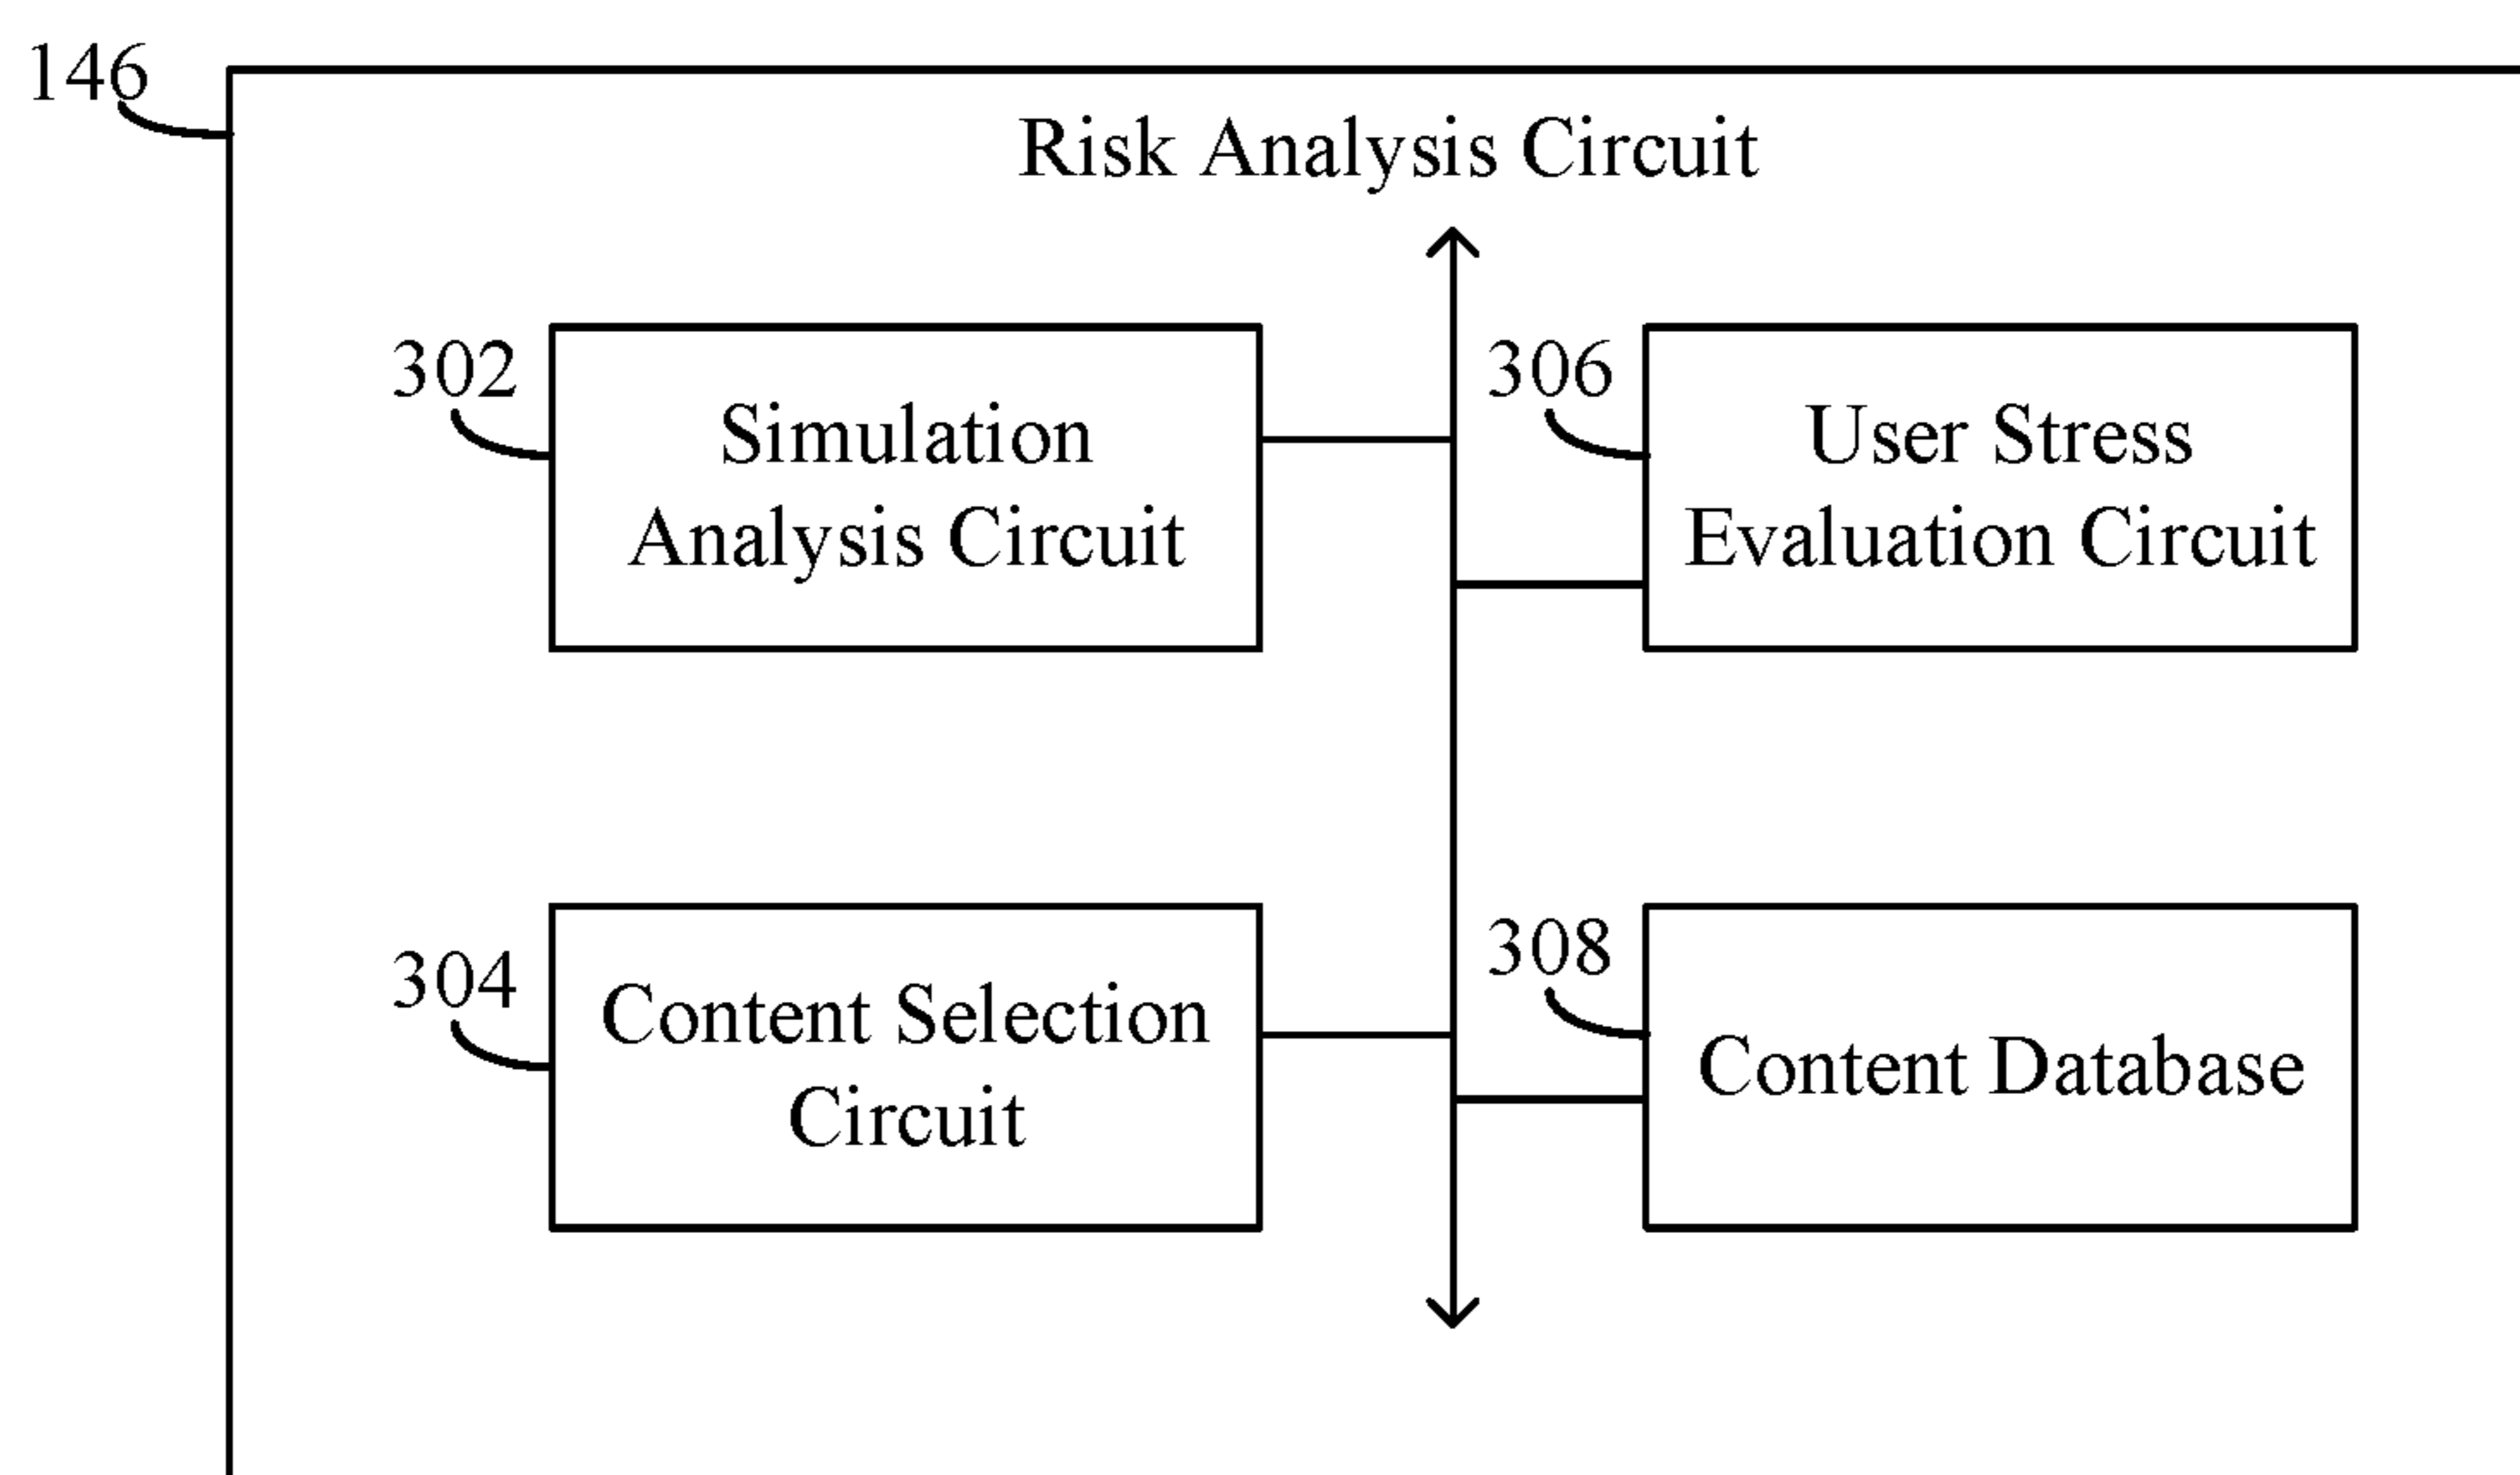 146
Risk Analysis Circuit
302
Simulation
Analysis Circuit
306
User Stress
Evaluation Circuit
304
Content Selection
Circuit
308
Content Database